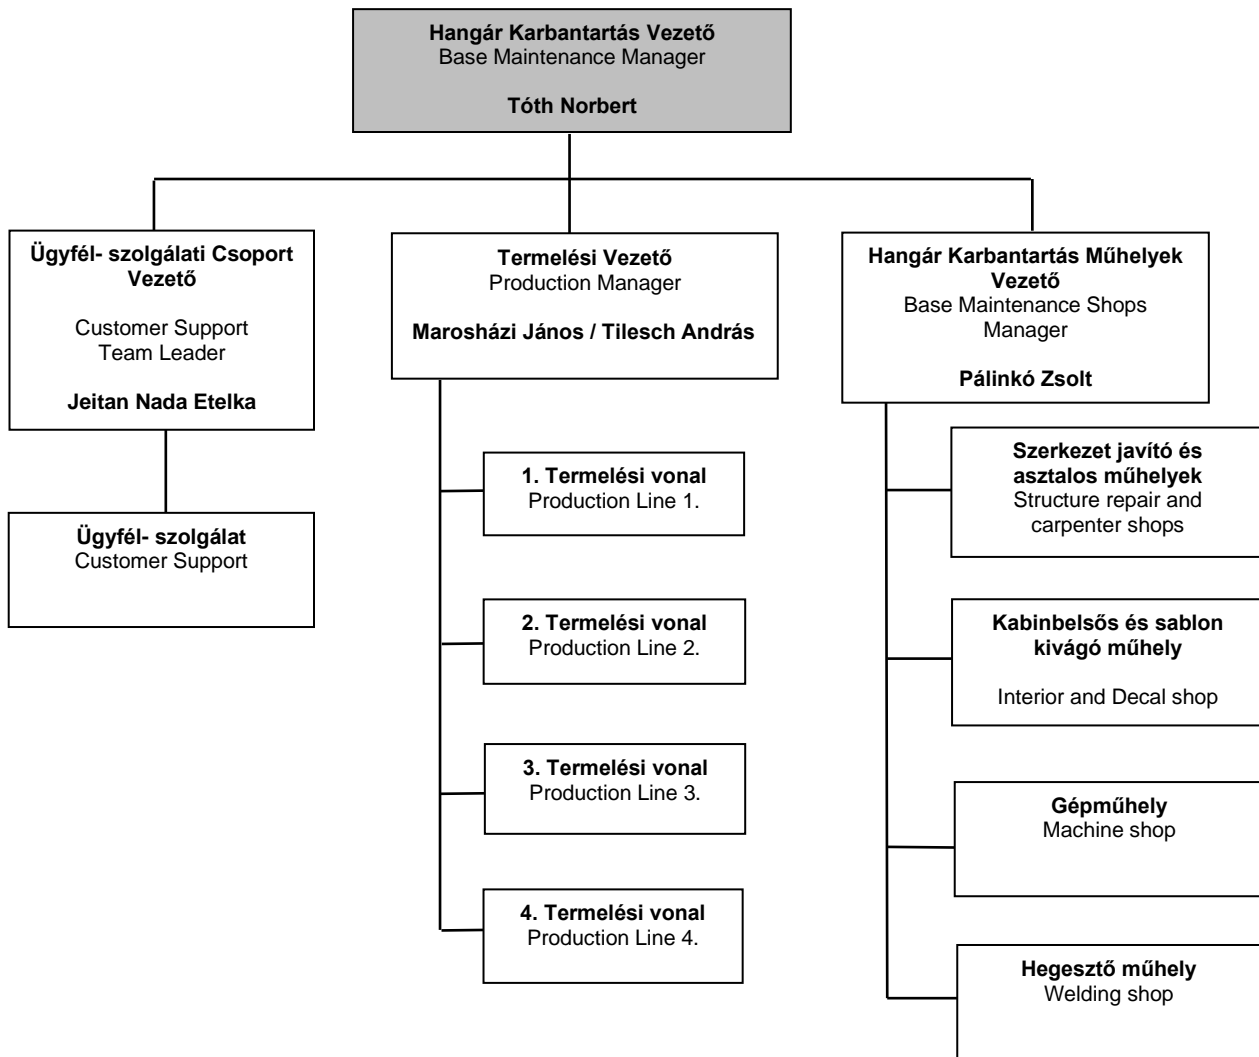 Hangár Karbantartás Vezető
Base Maintenance Manager
Tóth Norbert
Ügyfél- szolgálati Csoport
Vezető
Customer Support
Team Leader
Jeitan Nada Etelka
Ügyfél- szolgálat
Customer Support
Termelési Vezető
Production Manager
Marosházi János / Tilesch András
1. Termelési vonal
Production Line 1.
2. Termelési vonal
Production Line 2.
3. Termelési vonal
Production Line 3.
4. Termelési vonal
Production Line 4.
Hangár Karbantartás Műhelyek
Vezető
Base Maintenance Shops
Manager
Pálinkó Zsolt
Szerkezet javító és
asztalos műhelyek
Structure repair and
carpenter shops
Kabinbelsős és sablon
kivágó műhely
Interior and Decal shop
Gépműhely
Machine shop
Hegesztő műhely
Welding shop